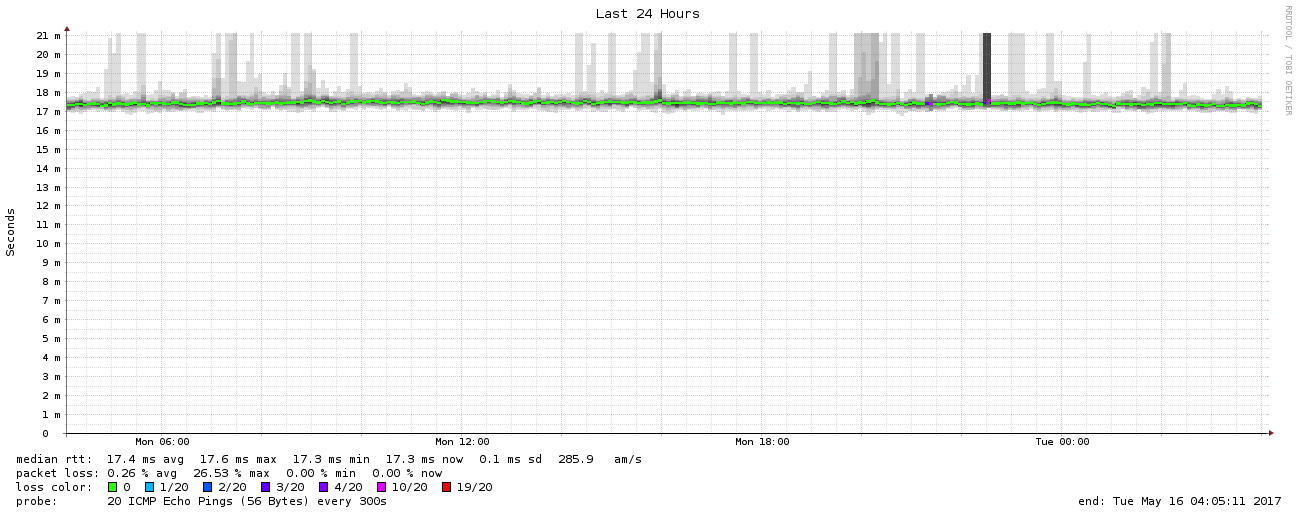 Last 24 Hours
RRDTOOL / TOBI OETIKER
Seconds
21 m
20 m
19 m
18 m
17 m
16 m
15 m
14 m
13 m
12 m
11 m
10 m
9 m
8 m
7 m
6 m
5 m
4 m
3 m
2 m
1 m
0
Mon 06:00 Mon 12:00 Mon 18:00 Tue 00:00
median rtt: 17.4 ms avg 17.6 ms max 17.3 ms min 17.3 ms now 0.1 ms sd 285.9 am/s
packet loss: 0.26 % avg 26.53 % max 0.00 % min 0.00 % now
loss color: 0 1/20 2/20 3/20 4/20 10/20 19/20
probe: 20 ICMP Echo Pings (56 Bytes) every 300s end: Tue May 16 04:05:11 2017